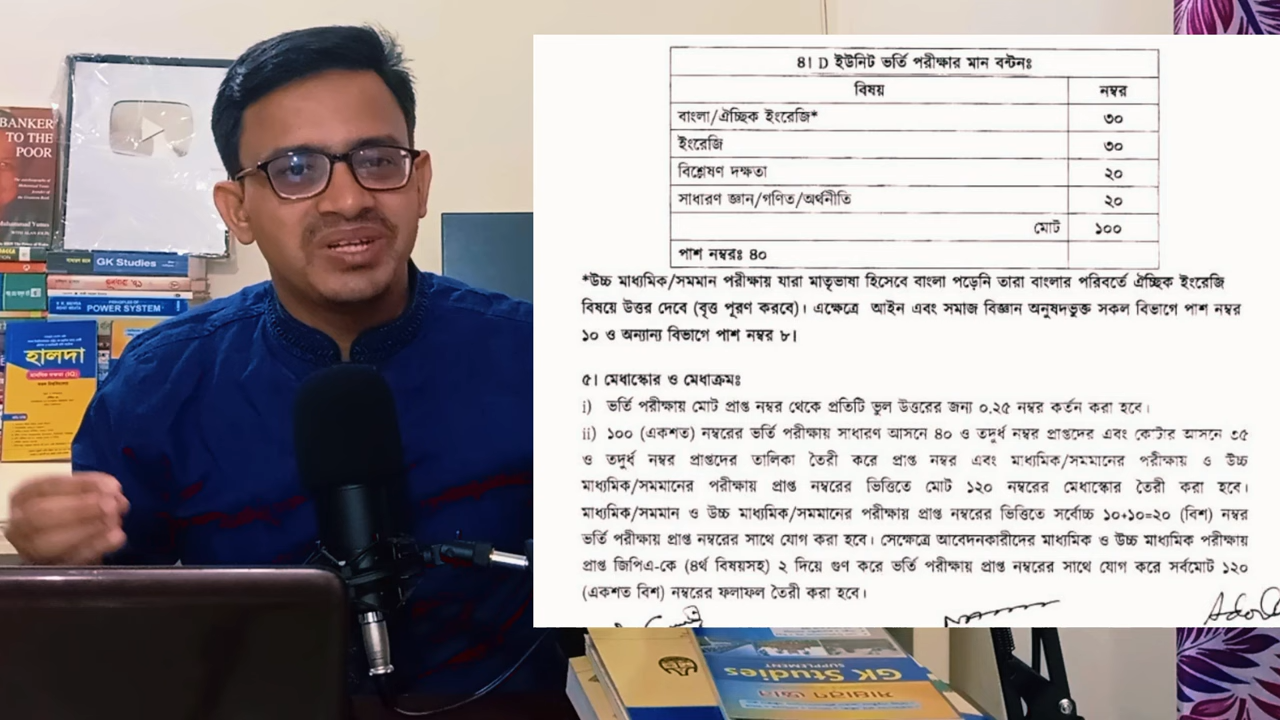 BANKER
TO THE
POOR
GK Studies
PRINCIPLES OF
POWER SYSTEM
হালদা
মানসিক দক্ষতা (IQ)
৪। D ইউনিট ভর্তি পরীক্ষার মান বন্টনঃ
বিষয় নম্বর
বাংলা/ঐচ্ছিক ইংরেজি* ৩০
ইংরেজি ৩০
বিশ্লেষণ দক্ষতা ২০
সাধারণ জ্ঞান/গণিত/অর্থনীতি ২০
মোট ১০০
পাশ নম্বরঃ ৪০
*উচ্চ মাধ্যমিক/সমমান পরীক্ষায় যারা মাতৃভাষা হিসেবে বাংলা পড়েনি তারা বাংলার পরিবর্তে ঐচ্ছিক ইংরেজি
বিষয়ে উত্তর দেবে (বৃত্ত পূরণ করবে)। এক্ষেত্রে আইন এবং সমাজ বিজ্ঞান অনুষদভুক্ত সকল বিভাগে পাশ নম্বর
১০ ও অন্যান্য বিভাগে পাশ নম্বর ৮।
৫। মেধাস্কোর ও মেধাক্রমঃ
i) ভর্তি পরীক্ষায় মোট প্রাপ্ত নম্বর থেকে প্রতিটি ভুল উত্তরের জন্য ০.২৫ নম্বর কর্তন করা হবে।
ii) ১০০ (একশত) নম্বরের ভর্তি পরীক্ষায় সাধারণ আসনে ৪০ ও তদুর্ধ নম্বর প্রাপ্তদের এবং কোটার আসনে ৩৫
ও তদুর্ধ নম্বর প্রাপ্তদের তালিকা তৈরী করে প্রাপ্ত নম্বর এবং মাধ্যমিক/সমমানের পরীক্ষায় ও উচ্চ
মাধ্যমিক/সমমানের পরীক্ষায় প্রাপ্ত নম্বরের ভিত্তিতে মোট ১২০ নম্বরের মেধাস্কোর তৈরী করা হবে।
মাধ্যমিক/সমমান ও উচ্চ মাধ্যমিক/সমমানের পরীক্ষায় প্রাপ্ত নম্বরের ভিত্তিতে সর্বোচ্চ ১০+১০=২০ (বিশ) নম্বর
ভর্তি পরীক্ষায় প্রাপ্ত নম্বরের সাথে যোগ করা হবে। সেক্ষেত্রে আবেদনকারীদের মাধ্যমিক ও উচ্চ মাধ্যমিক পরীক্ষায়
প্রাপ্ত জিপিএ-কে (৪র্থ বিষয়সহ) ২ দিয়ে গুণ করে ভর্তি পরীক্ষায় প্রাপ্ত নম্বরের সাথে যোগ করে সর্বমোট ১২০
(একশত বিশ) নম্বরের ফলাফল তৈরী করা হবে।
GK Studies
SUPPLEMENT
সাধারণ জ্ঞান